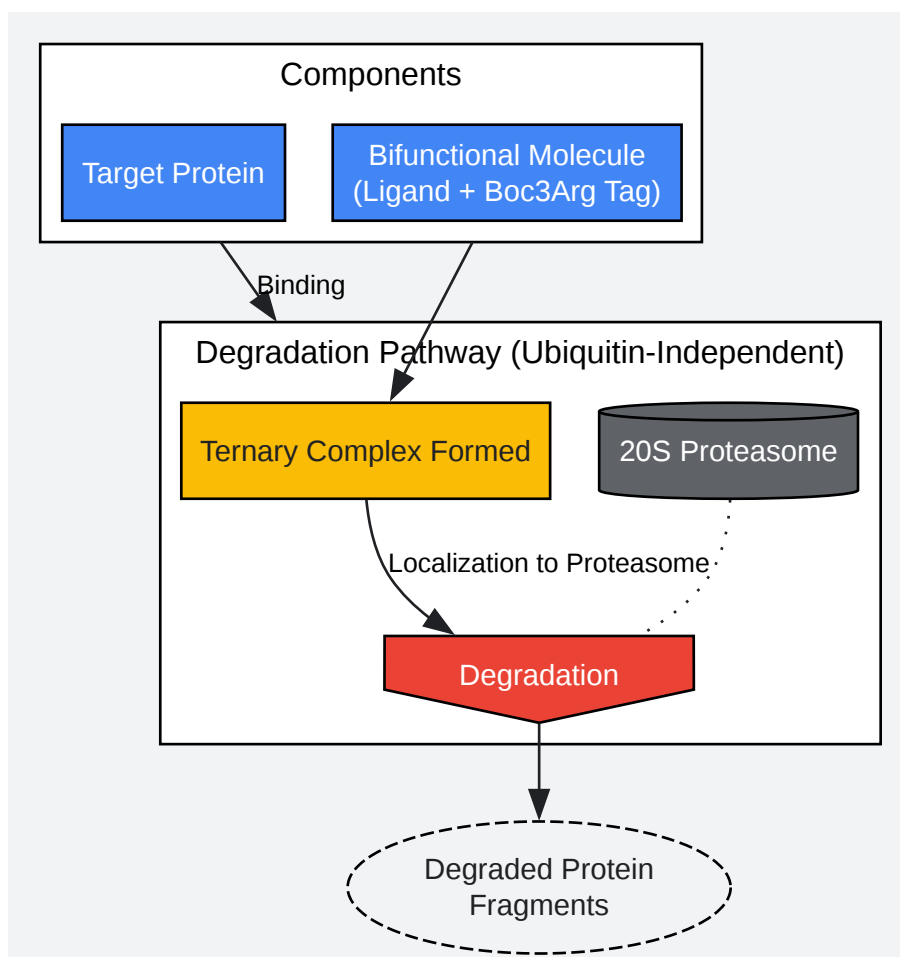 Components
Target Protein
Bifunctional Molecule
(Ligand + Boc3Arg Tag)
Binding
Degradation Pathway (Ubiquitin-Independent)
Ternary Complex Formed
20S Proteasome
Localization to Proteasome
Degradation
Degraded Protein
Fragments